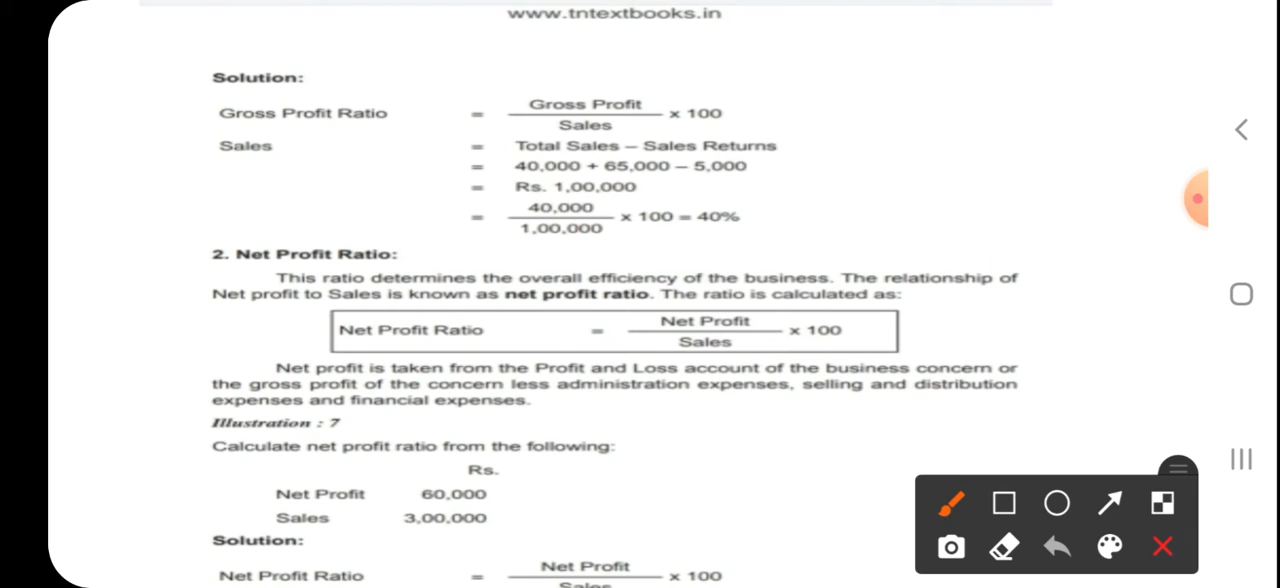 www.tntextbooks.in
Solution:
Gross Profit Ratio = Gross Profit / Sales x 100
Sales = Total Sales – Sales Returns
= 40,000 + 65,000 – 5,000
= Rs. 1,00,000
= 40,000 / 1,00,000 x 100 = 40%
2. Net Profit Ratio:
This ratio determines the overall efficiency of the business. The relationship of
Net profit to Sales is known as net profit ratio. The ratio is calculated as:
Net Profit Ratio = Net Profit / Sales x 100
Net profit is taken from the Profit and Loss account of the business concern or
the gross profit of the concern less administration expenses, selling and distribution
expenses and financial expenses.
Illustration : 7
Calculate net profit ratio from the following:
Rs.
Net Profit 60,000
Sales 3,00,000
Solution:
Net Profit Ratio = Net Profit / Sales x 100